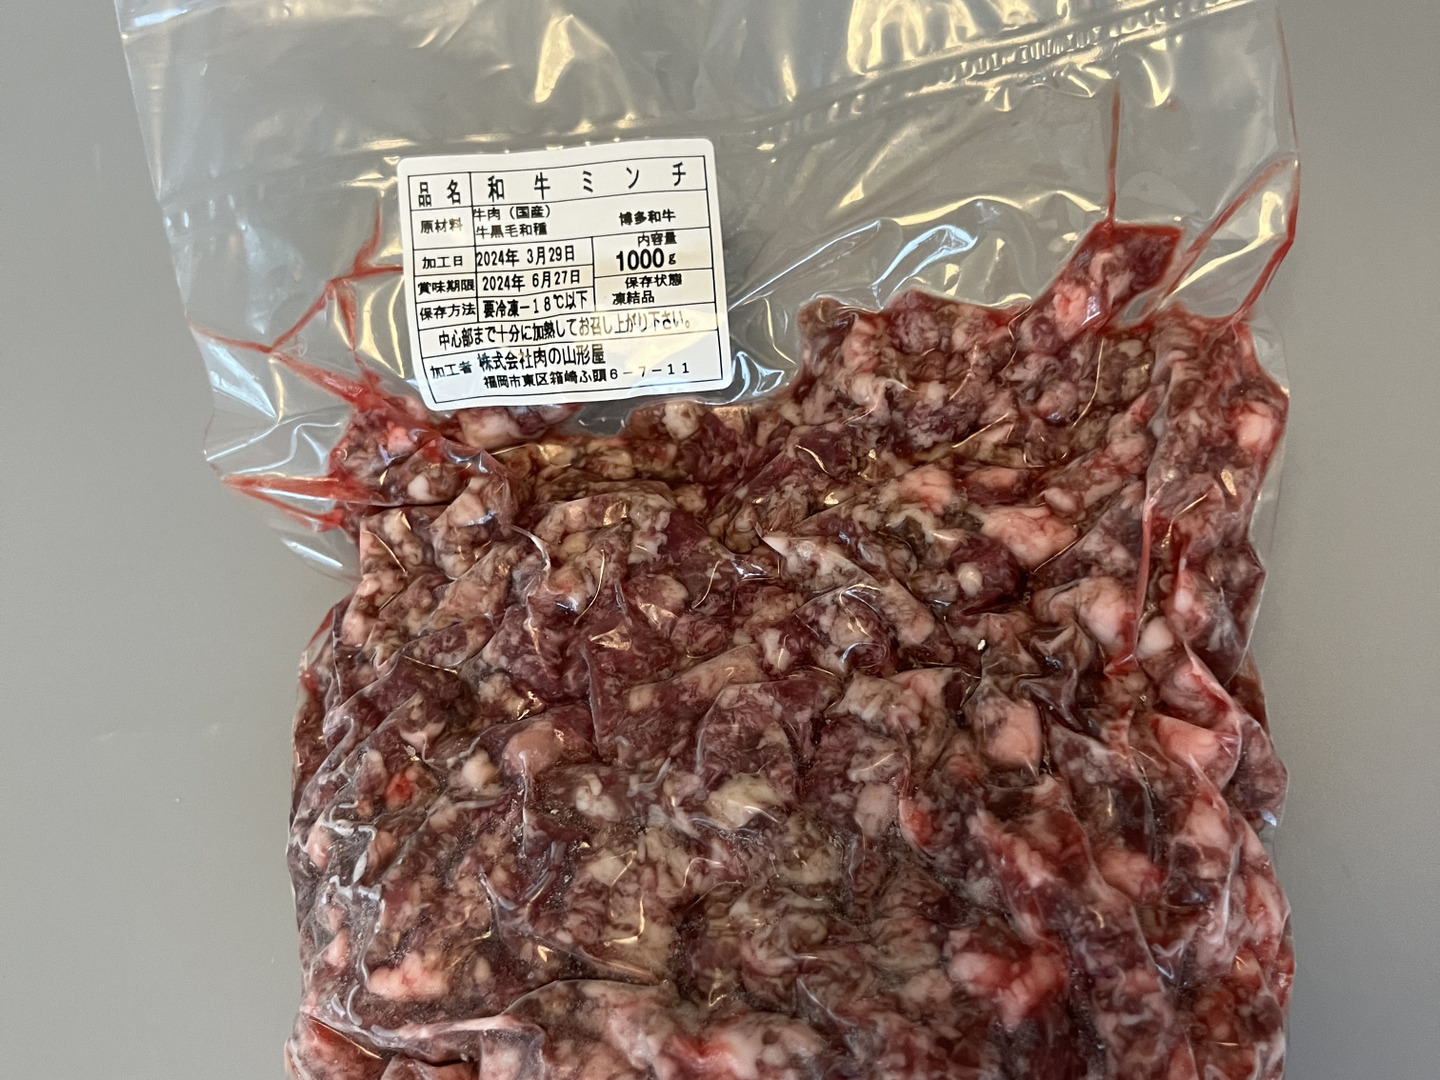 品名 和牛ミンチ
原材料 牛肉（国産） 博多和牛
牛黒毛和種
加工日 2024年 3月29日 内容量 1000g
賞味期限 2024年 6月27日 保存状態
保存方法 要冷凍－18℃以下 凍結品
中心部まで十分に加熱してお召し上がり下さい。
加工者 株式会社肉の山形屋
福岡市東区箱崎ふ頭6－7－11